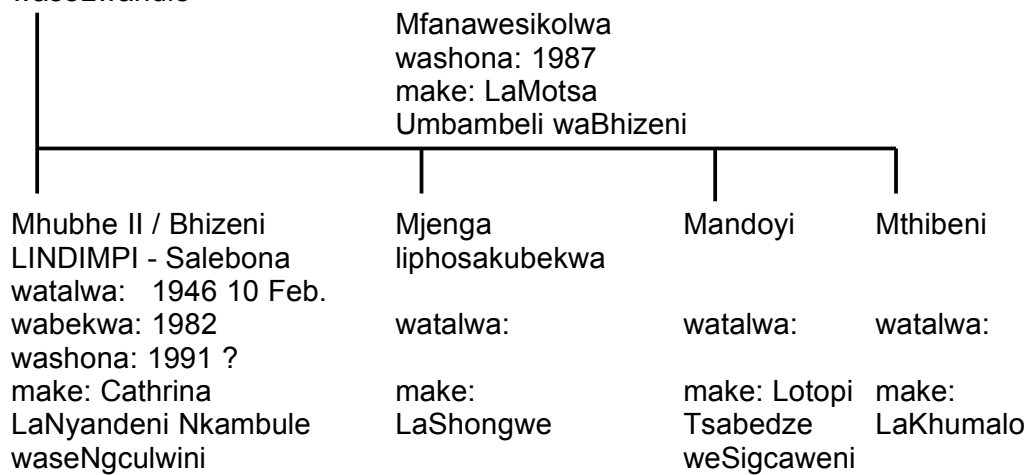 Mfanawesikolwa
washona: 1987
make: LaMotsa
Umbambeli waBhizeni
Mhubhe II / Bhizeni
LINDIMPI - Salebona
watalwa: 1946 10 Feb.
wabekwa: 1982
washona: 1991 ?
make: Cathrina
LaNyandeni Nkambule
waseNgculwini
Mjenga
liphosakubekwa
watalwa:
make:
LaShongwe
Mandoyi
watalwa:
make: Lotopi
Tsabedze
weSigcaweni
Mthibeni
watalwa:
make:
LaKhumalo